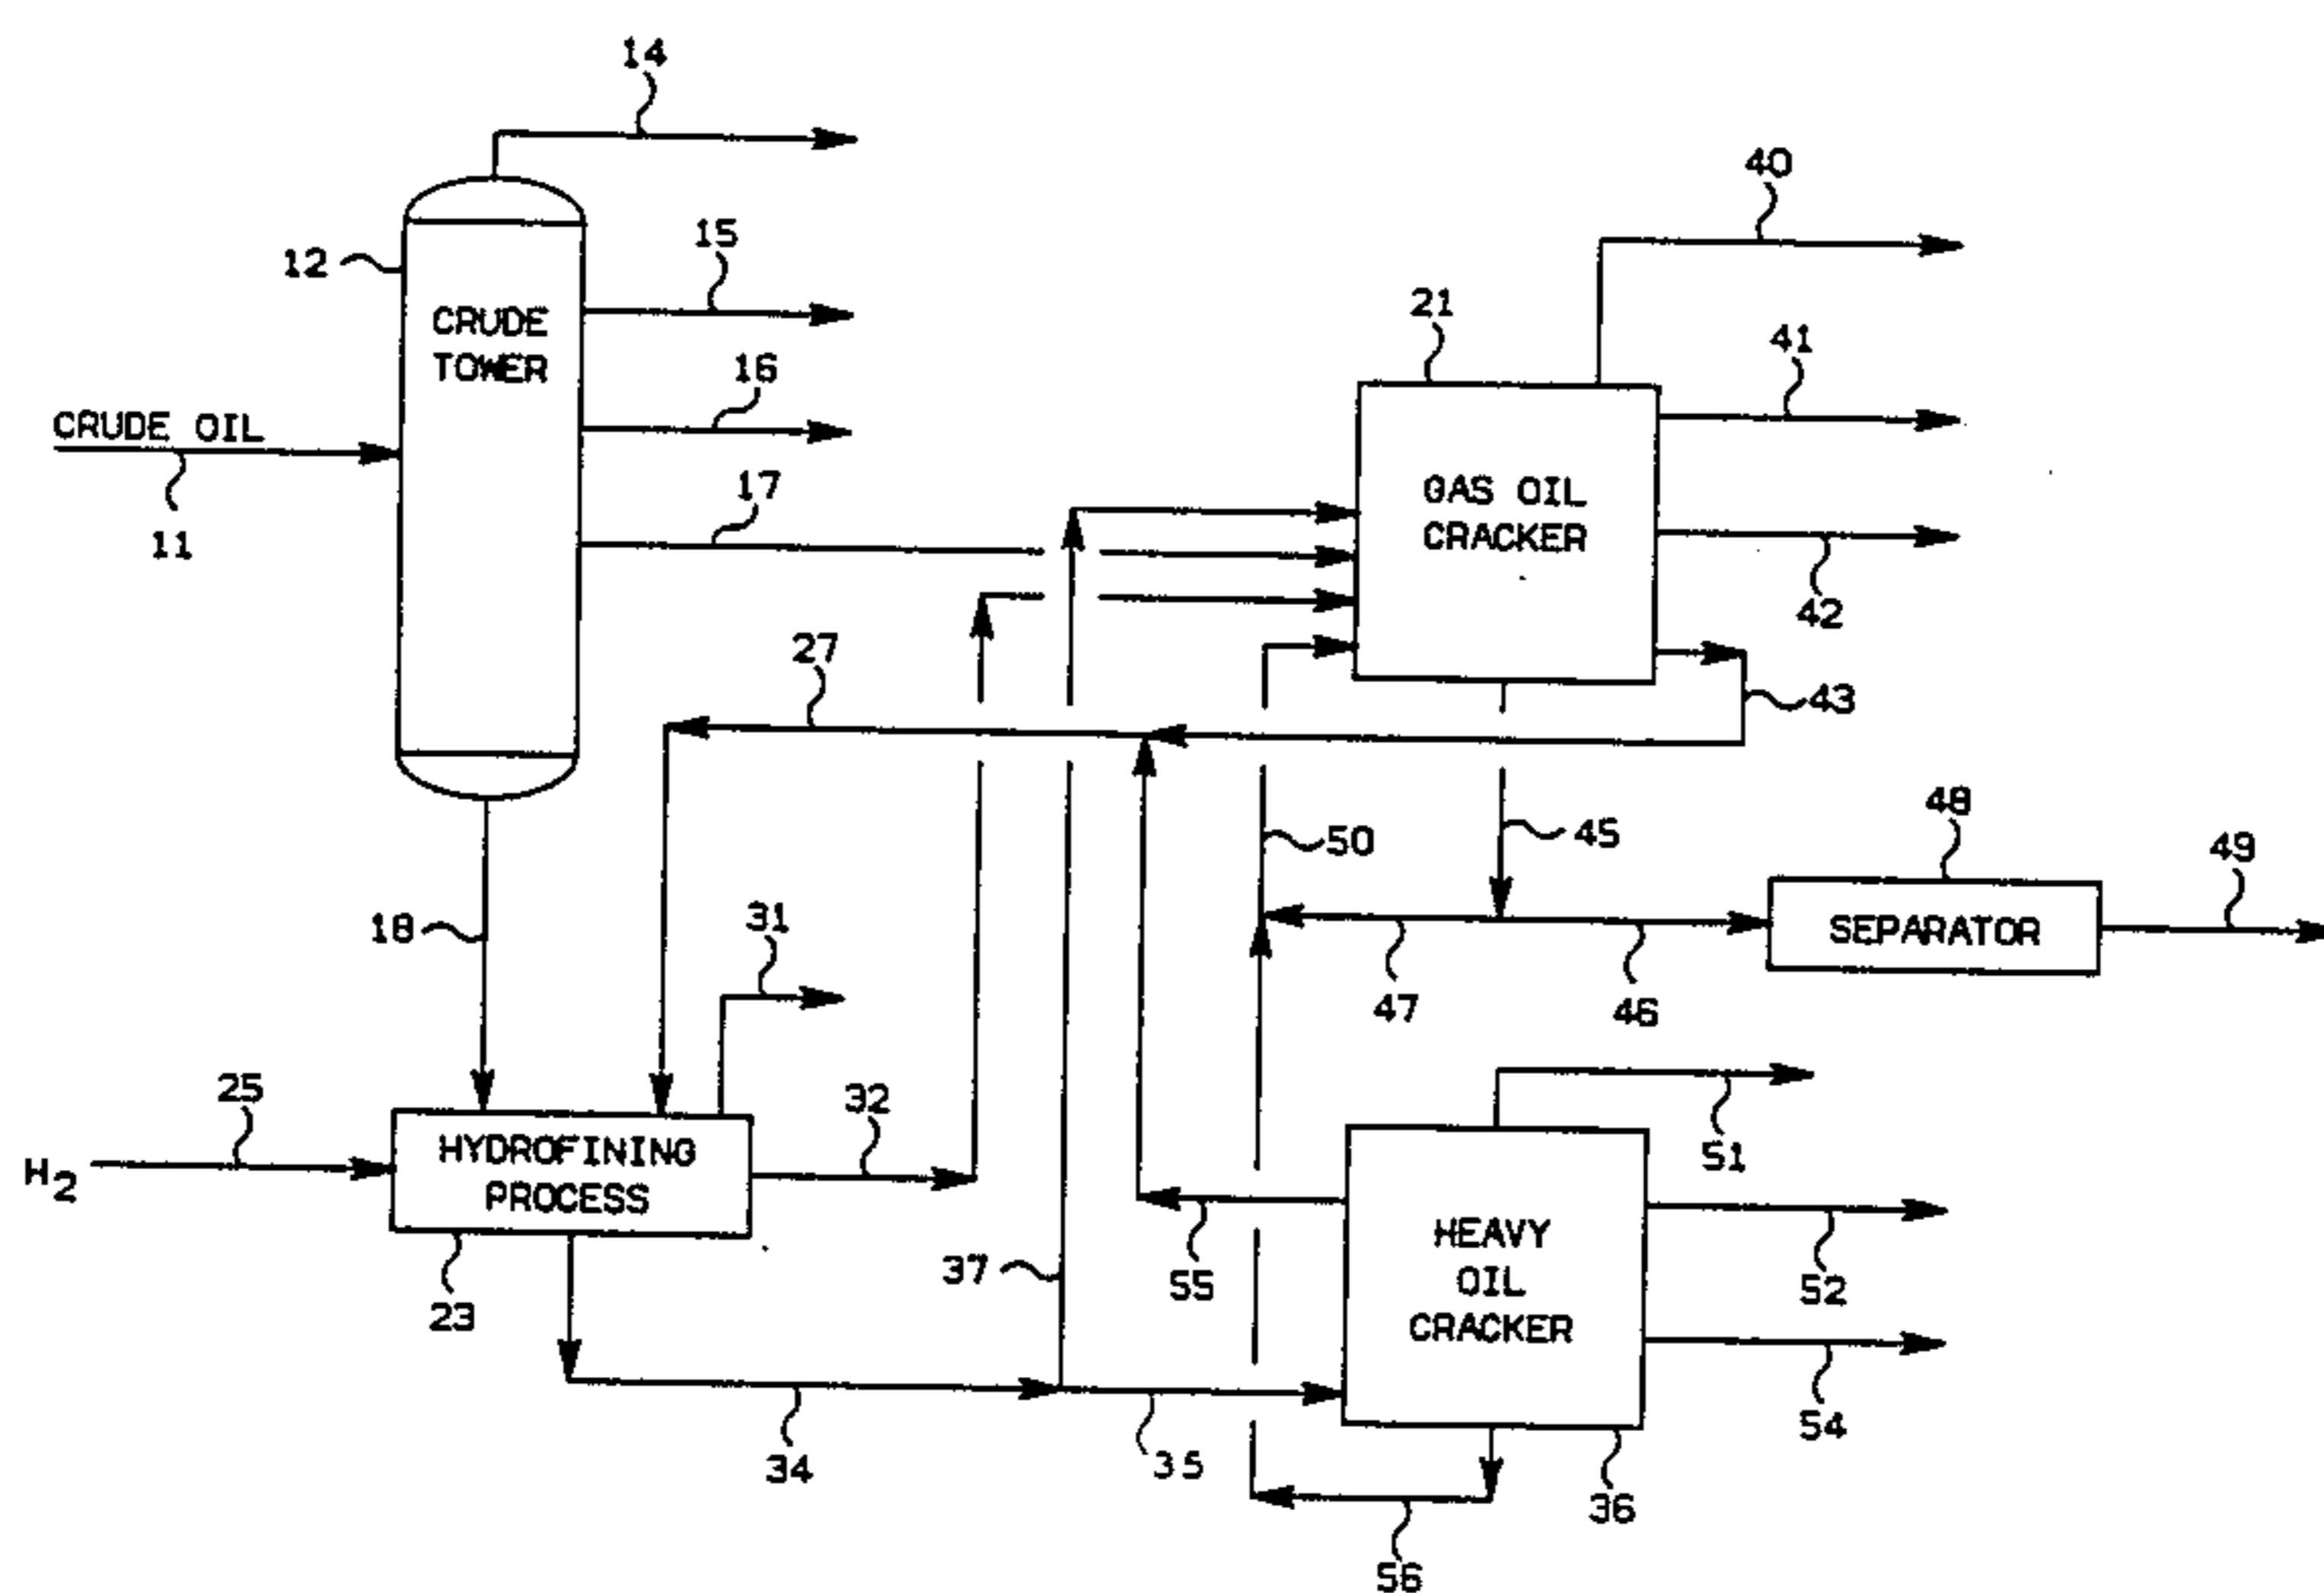 14
40
15
12
21
41
CRUDE
TOWER
16
CRUDE OIL
17
GAS OIL
CRACKER
11
42
27
43
50
45
48
49
18
31
SEPARATOR
47
46
25
32
51
H2
HYDROFINING
PROCESS
HEAVY
OIL
CRACKER
37
55
52
23
54
34
35
36
56